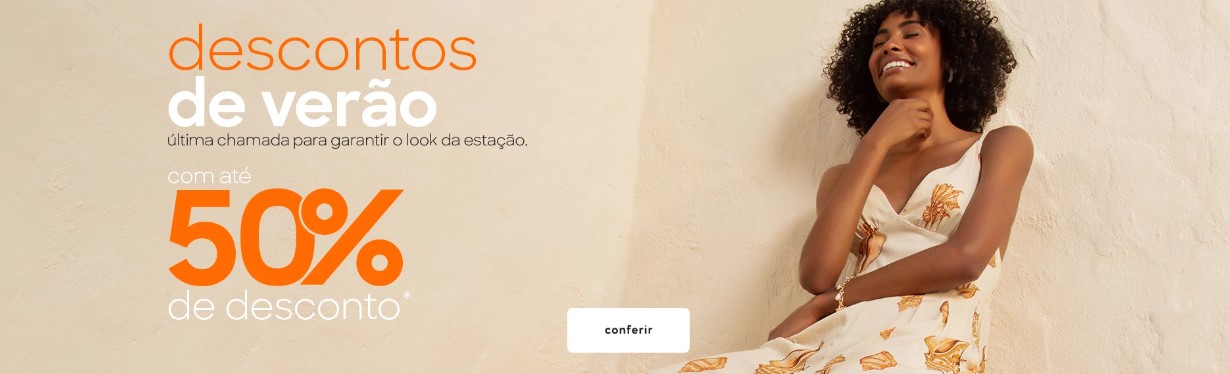 descontos
de verão
última chamada para garantir o look da estação.
com até
50%
de desconto*
conferir